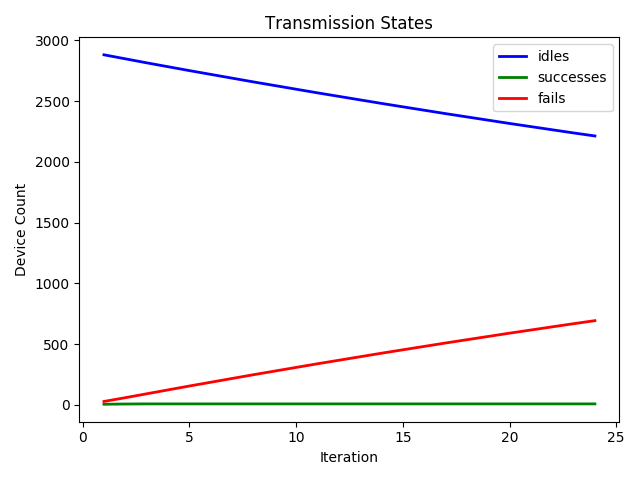 Transmission States
idles
successes
fails
Device Count
3000
2500
2000
1500
1000
500
0
0 5 10 15 20 25
Iteration